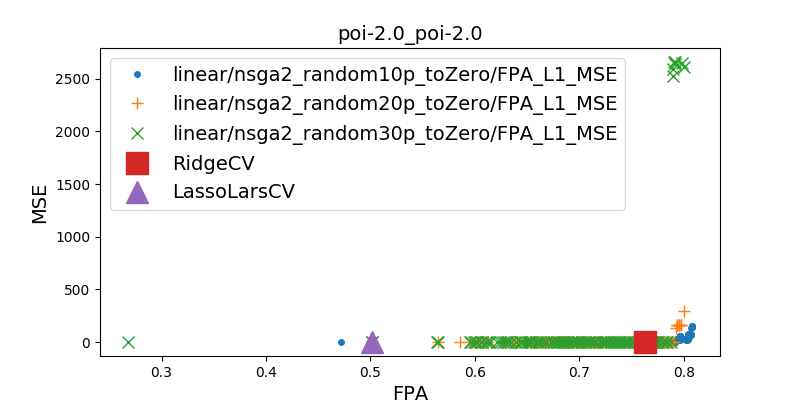 poi-2.0_poi-2.0
linear/nsga2_random10p_toZero/FPA_L1_MSE
linear/nsga2_random20p_toZero/FPA_L1_MSE
linear/nsga2_random30p_toZero/FPA_L1_MSE
RidgeCV
LassoLarsCV
MSE
2500
2000
1500
1000
500
0
0.3 0.4 0.5 0.6 0.7 0.8
FPA